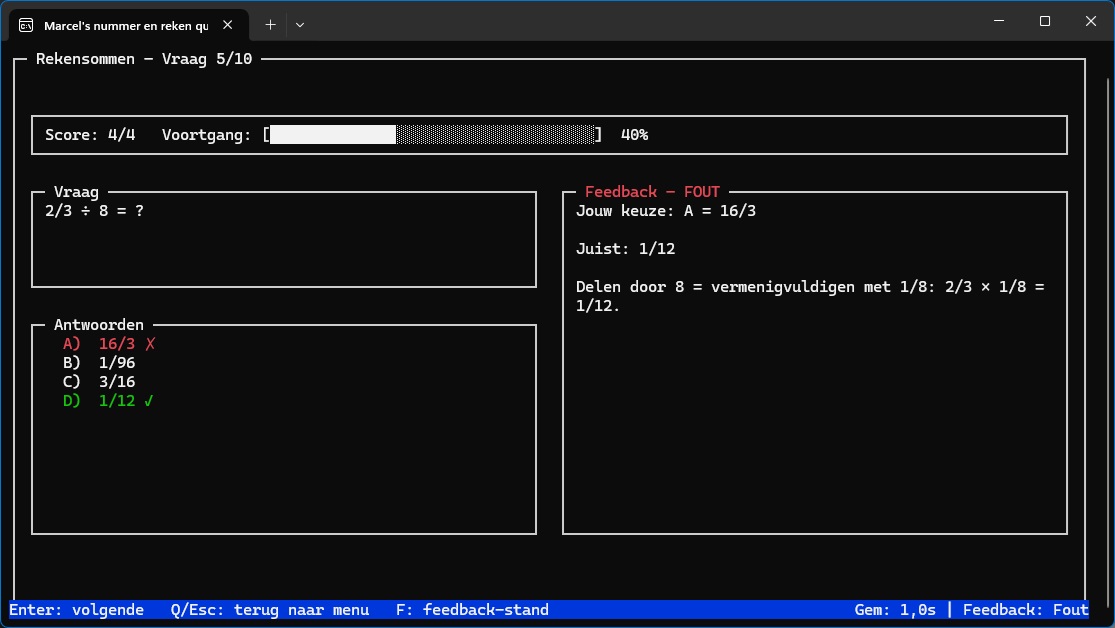 Marcel's nummer en reken qu
Rekensommen — Vraag 5/10
Score: 4/4 Voortgang: [ ] 40%
Vraag
2/3 ÷ 8 = ?
Antwoorden
A) 16/3 ✗
B) 1/96
C) 3/16
D) 1/12 ✓
Feedback — FOUT
Jouw keuze: A = 16/3
Juist: 1/12
Delen door 8 = vermenigvuldigen met 1/8: 2/3 × 1/8 =
1/12.
Enter: volgende Q/Esc: terug naar menu F: feedback-stand Gem: 1,0s | Feedback: Fout